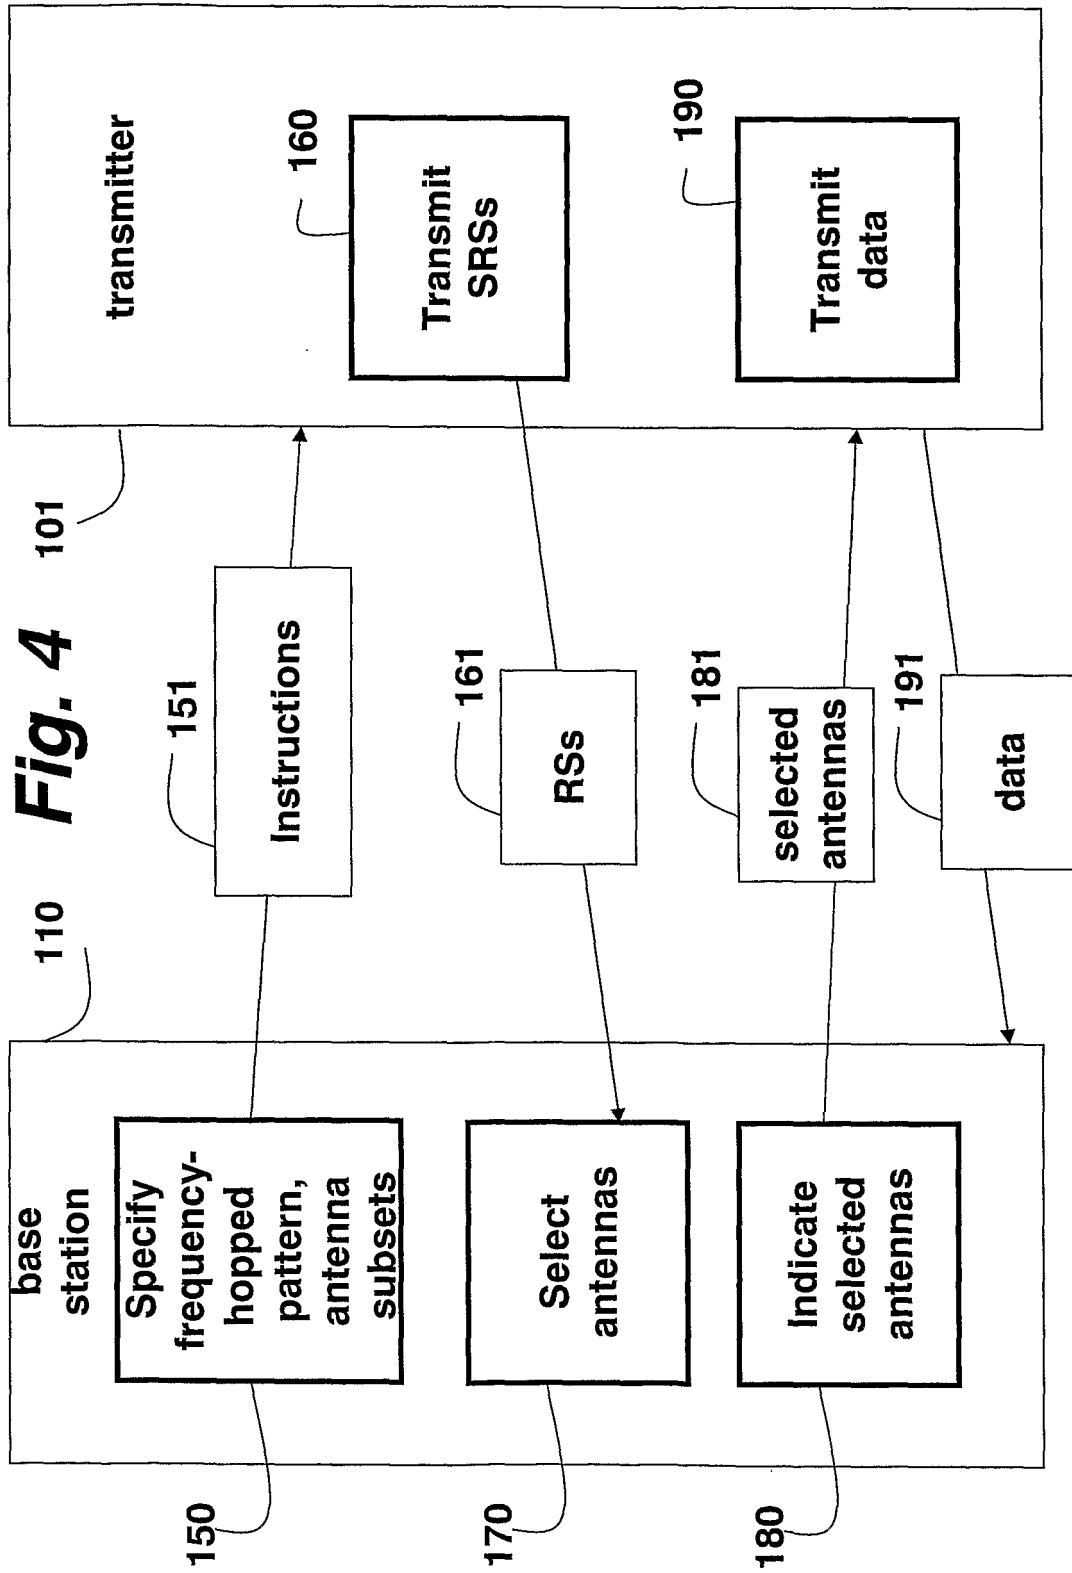 Fig. 4
110
101
base
station
transmitter
150
Specify
frequency-
hopped
pattern,
antenna
subsets
151
Instructions
160
Transmit
SRSs
161
RSs
170
Select
antennas
180
Indicate
selected
antennas
181
selected
antennas
190
Transmit
data
191
data